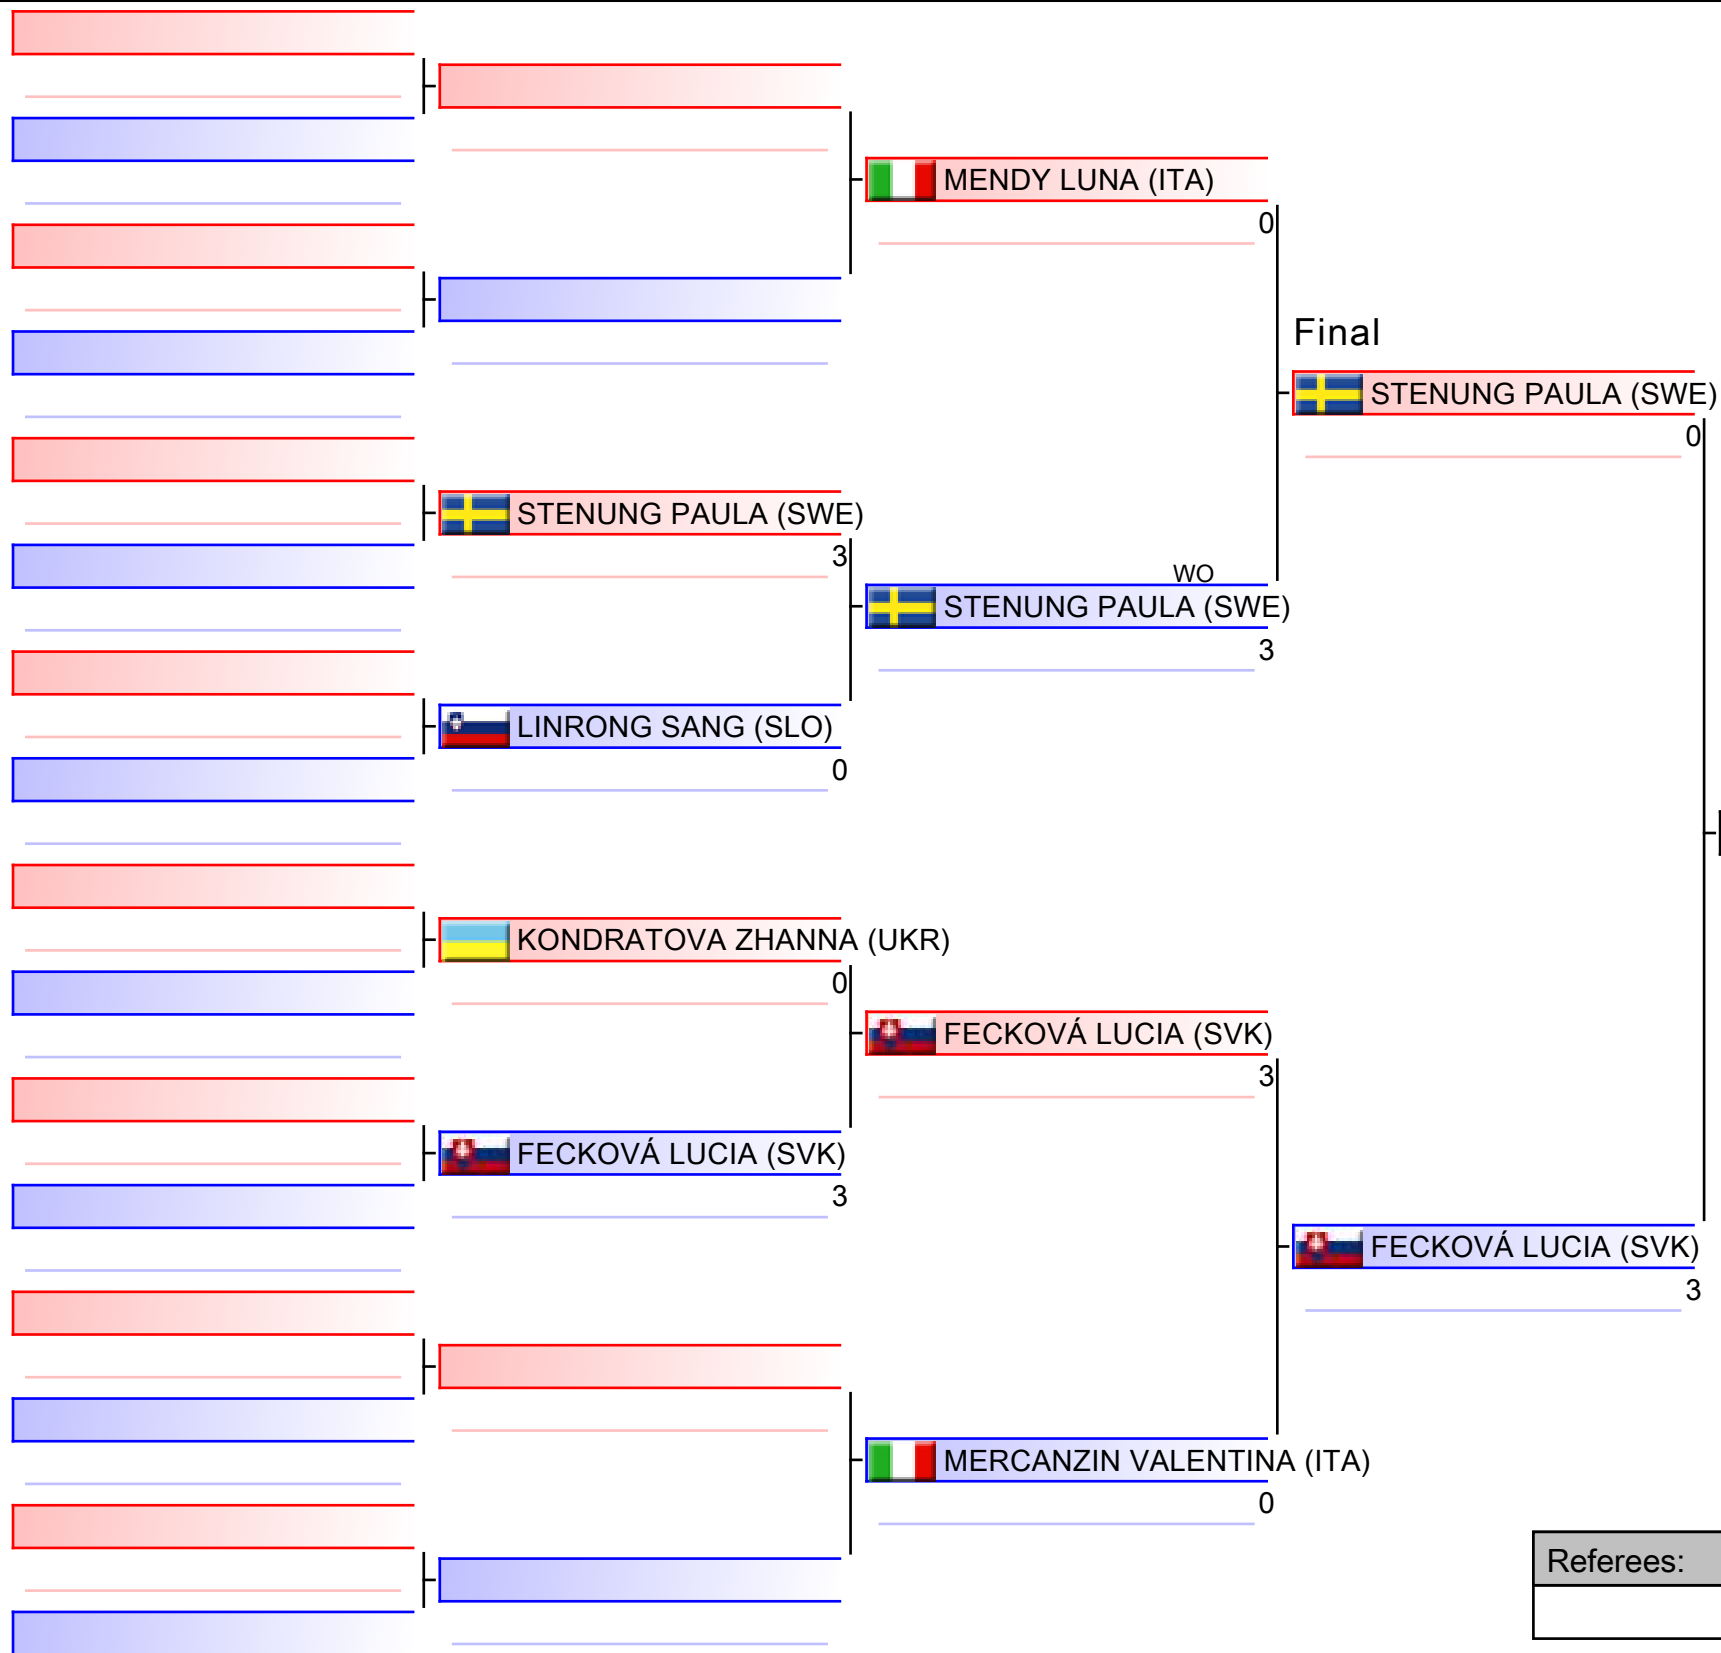 MENDY LUNA (ITA)
0
Final
STENUNG PAULA (SWE)
0
STENUNG PAULA (SWE)
3
WO
STENUNG PAULA (SWE)
3
LINRONG SANG (SLO)
0
KONDRATOVA ZHANNA (UKR)
0
FECKOVÁ LUCIA (SVK)
3
FECKOVÁ LUCIA (SVK)
3
FECKOVÁ LUCIA (SVK)
3
MERCANZIN VALENTINA (ITA)
0
Referees: